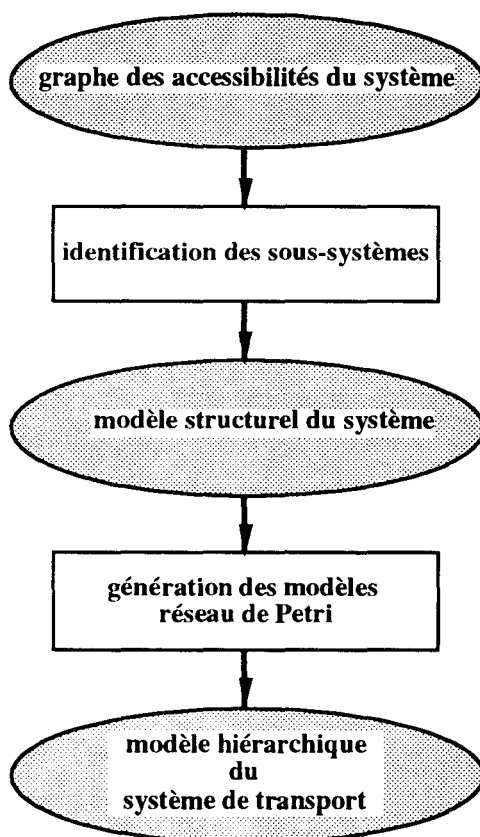 graphe des accessibilités du système
identification des sous-systèmes
modèle structurel du système
génération des modèles
réseau de Petri
modèle hiérarchique
du
système de transport